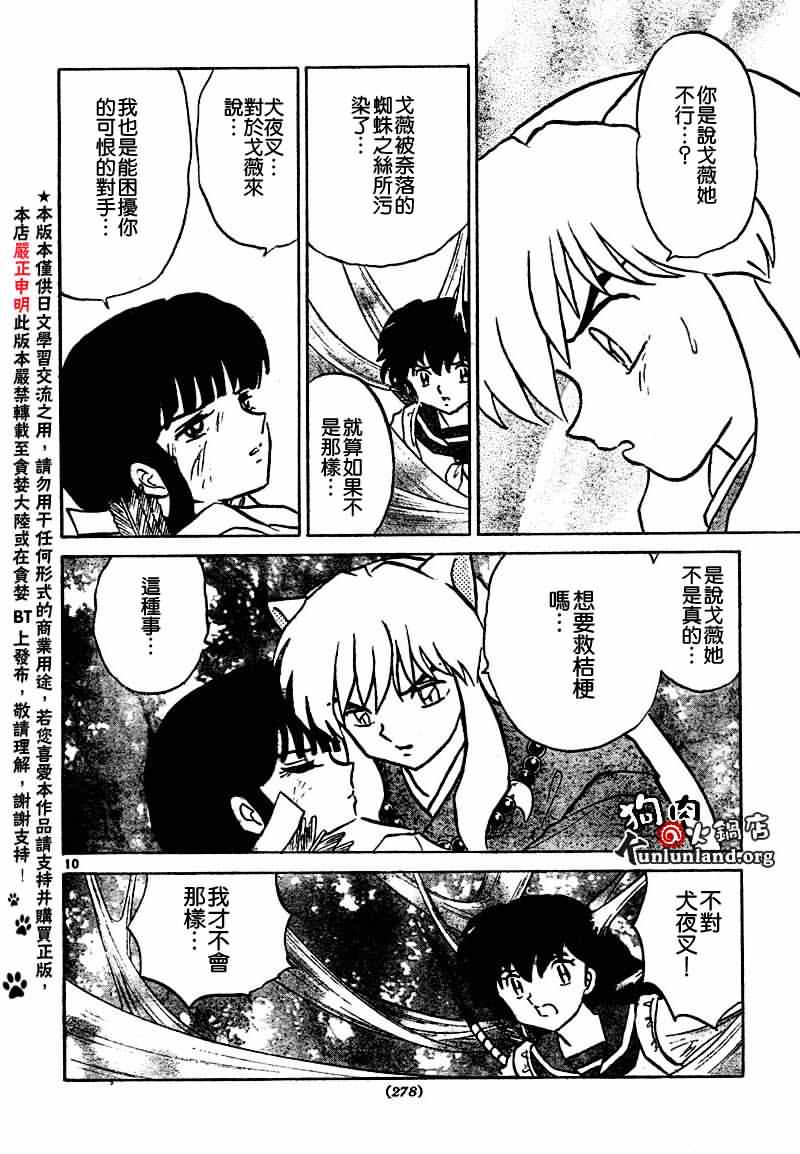 你是說戈薇她
不行…?
戈薇被奈落的
蜘蛛之絲所污
染了…
就算如果不
是那樣…
犬夜叉…
對於戈薇來
說…
我也是能困擾你
的可恨的對手…
是說戈薇她
不是真的…
想要救桔梗
嗎…
這種事…
不對
犬夜叉!
我才不會
那樣…
10
(278)
狗肉火鍋店
unlunland.org
★本版本僅供日文學習交流之用，請勿用干任何形式的商業用途，若您喜愛本作品請支持并購買正版，
本店嚴正申明此版本嚴禁轉載至貪婪大陸或在貪婪BT上發布，敬請理解，謝謝支持！